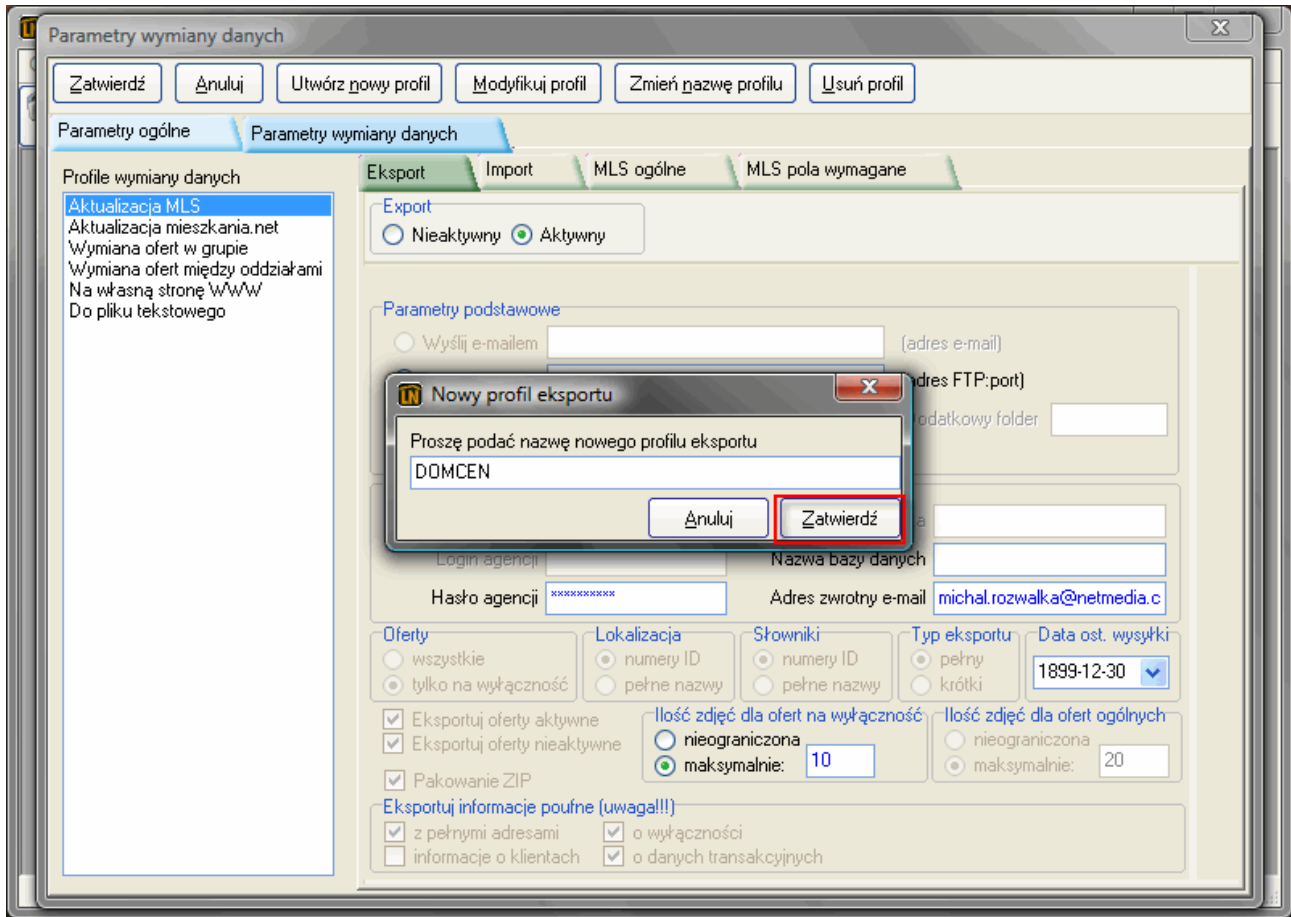 Parametry wymiany danych
Zatwierdź Anuluj Utwórz nowy profil Modyfikuj profil Zmień nazwę profilu Usuń profil
Parametry ogólne Parametry wymiany danych
Profile wymiany danych
Aktualizacja MLS
Aktualizacja mieszkania.net
Wymiana ofert w grupie
Wymiana ofert między oddziałami
Na własną stronę WWW
Do pliku tekstowego
Eksport Import MLS ogólne MLS pola wymagane
Export
Nieaktywny Aktywny
Parametry podstawowe
Wyślij e-mailem (adres e-mail)
adres FTP:port)
Dodatkowy folder
Nowy profil eksportu
Proszę podać nazwę nowego profilu eksportu
DOMCEN
Anuluj Zatwierdź
Login agencji Nazwa bazy danych
Hasło agencji ********** Adres zwrotny e-mail michal.rozwalka@netmedia.c
Oferty Lokalizacja Słowniki Typ eksportu Data ost. wysyłki
wszystkie numery ID numery ID pełny 1899-12-30
tylko na wyłączność pełne nazwy pełne nazwy krótki
Eksportuj oferty aktywne Ilość zdjęć dla ofert na wyłączność Ilość zdjęć dla ofert ogólnych
Eksportuj oferty nieaktywne nieograniczona nieograniczona
Pakowanie ZIP maksymalnie: 10 maksymalnie: 20
Eksportuj informacje poufne (uwaga!!!)
z pełnymi adresami o wyłączności
informacje o klientach o danych transakcyjnych